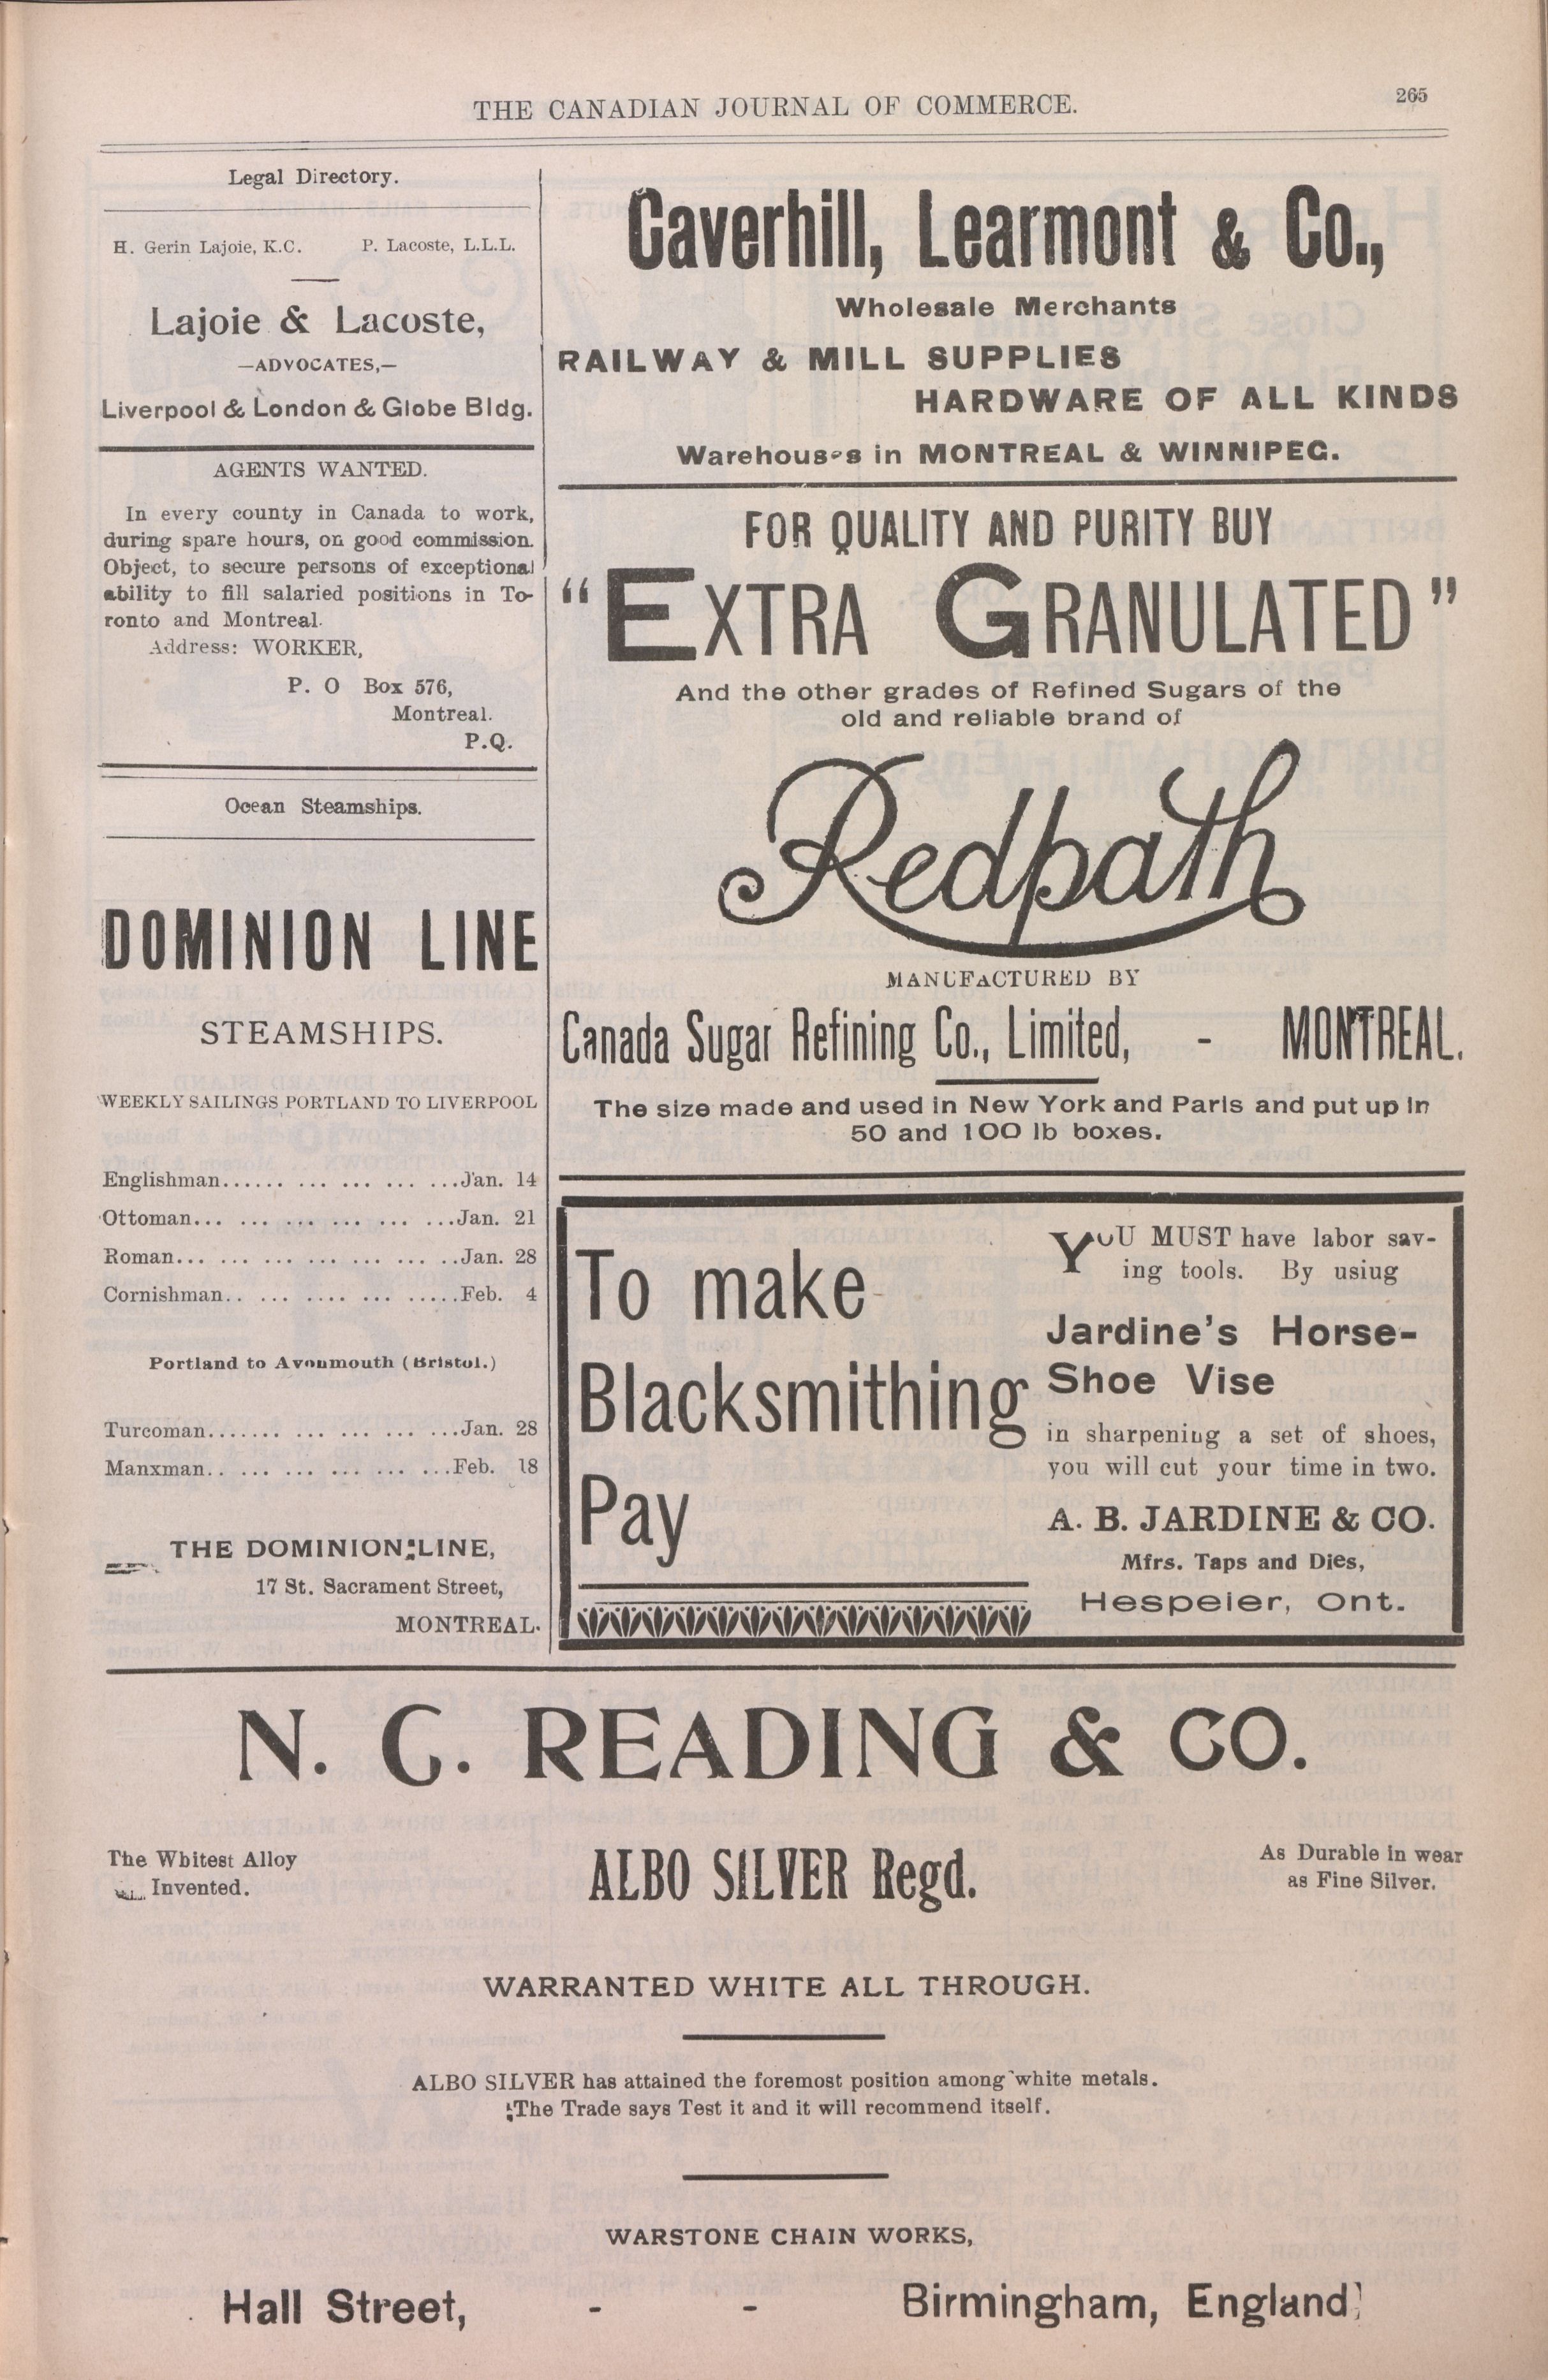 THE CANADIAN JOURNAL OF COMMERCE.
265
Legal Directory.
H. Gerin Lajoie, K.C. P. Lacoste, L.L.L.
Lajoie & Lacoste,
—ADVOCATES,—
Liverpool & London & Globe Bldg.
AGENTS WANTED.
In every county in Canada to work,
during spare hours, on good commission.
Object, to secure persons of exceptional
ability to fill salaried positions in To-
ronto and Montreal.
Address: WORKER,
P. O Box 576,
Montreal.
P.Q.
Ocean Steamships.
DOMINION LINE
STEAMSHIPS.
WEEKLY SAILINGS PORTLAND TO LIVERPOOL
Englishman...... ... ... ... ...Jan. 14
Ottoman... ... ... ... ... ...Jan. 21
Roman... ... ... ... ... ... ..Jan. 28
Cornishman.. ... .... ... .....Feb. 4
Portland to Avonmouth (Bristol.)
Turcoman....... ... ... ... ...Jan. 28
Manxman.. ... ... ... ... ...Feb. 18
THE DOMINION LINE,
17 St. Sacrament Street,
MONTREAL.
Caverhill, Learmont & Co.,
Wholesale Merchants
RAILWAY & MILL SUPPLIES
HARDWARE OF ALL KINDS
Warehouses in MONTREAL & WINNIPEG.
FOR QUALITY AND PURITY BUY
“EXTRA GRANULATED”
And the other grades of Refined Sugars of the
old and reliable brand of
Redpath
MANUFACTURED BY
Canada Sugar Refining Co., Limited, - MONTREAL.
The size made and used in New York and Paris and put up in
50 and 100 lb boxes.
To make
Blacksmithing
Pay
YOU MUST have labor sav-
ing tools. By usiug
Jardine's Horse-
Shoe Vise
in sharpening a set of shoes,
you will cut your time in two.
A. B. JARDINE & CO.
Mfrs. Taps and Dies,
Hespeler, Ont.
N. C. READING & CO.
The Whitest Alloy
Invented.
ALBO SILVER Regd.
As Durable in wear
as Fine Silver.
WARRANTED WHITE ALL THROUGH.
ALBO SILVER has attained the foremost position among white metals.
The Trade says Test it and it will recommend itself.
WARSTONE CHAIN WORKS,
Hall Street, - - Birmingham, England